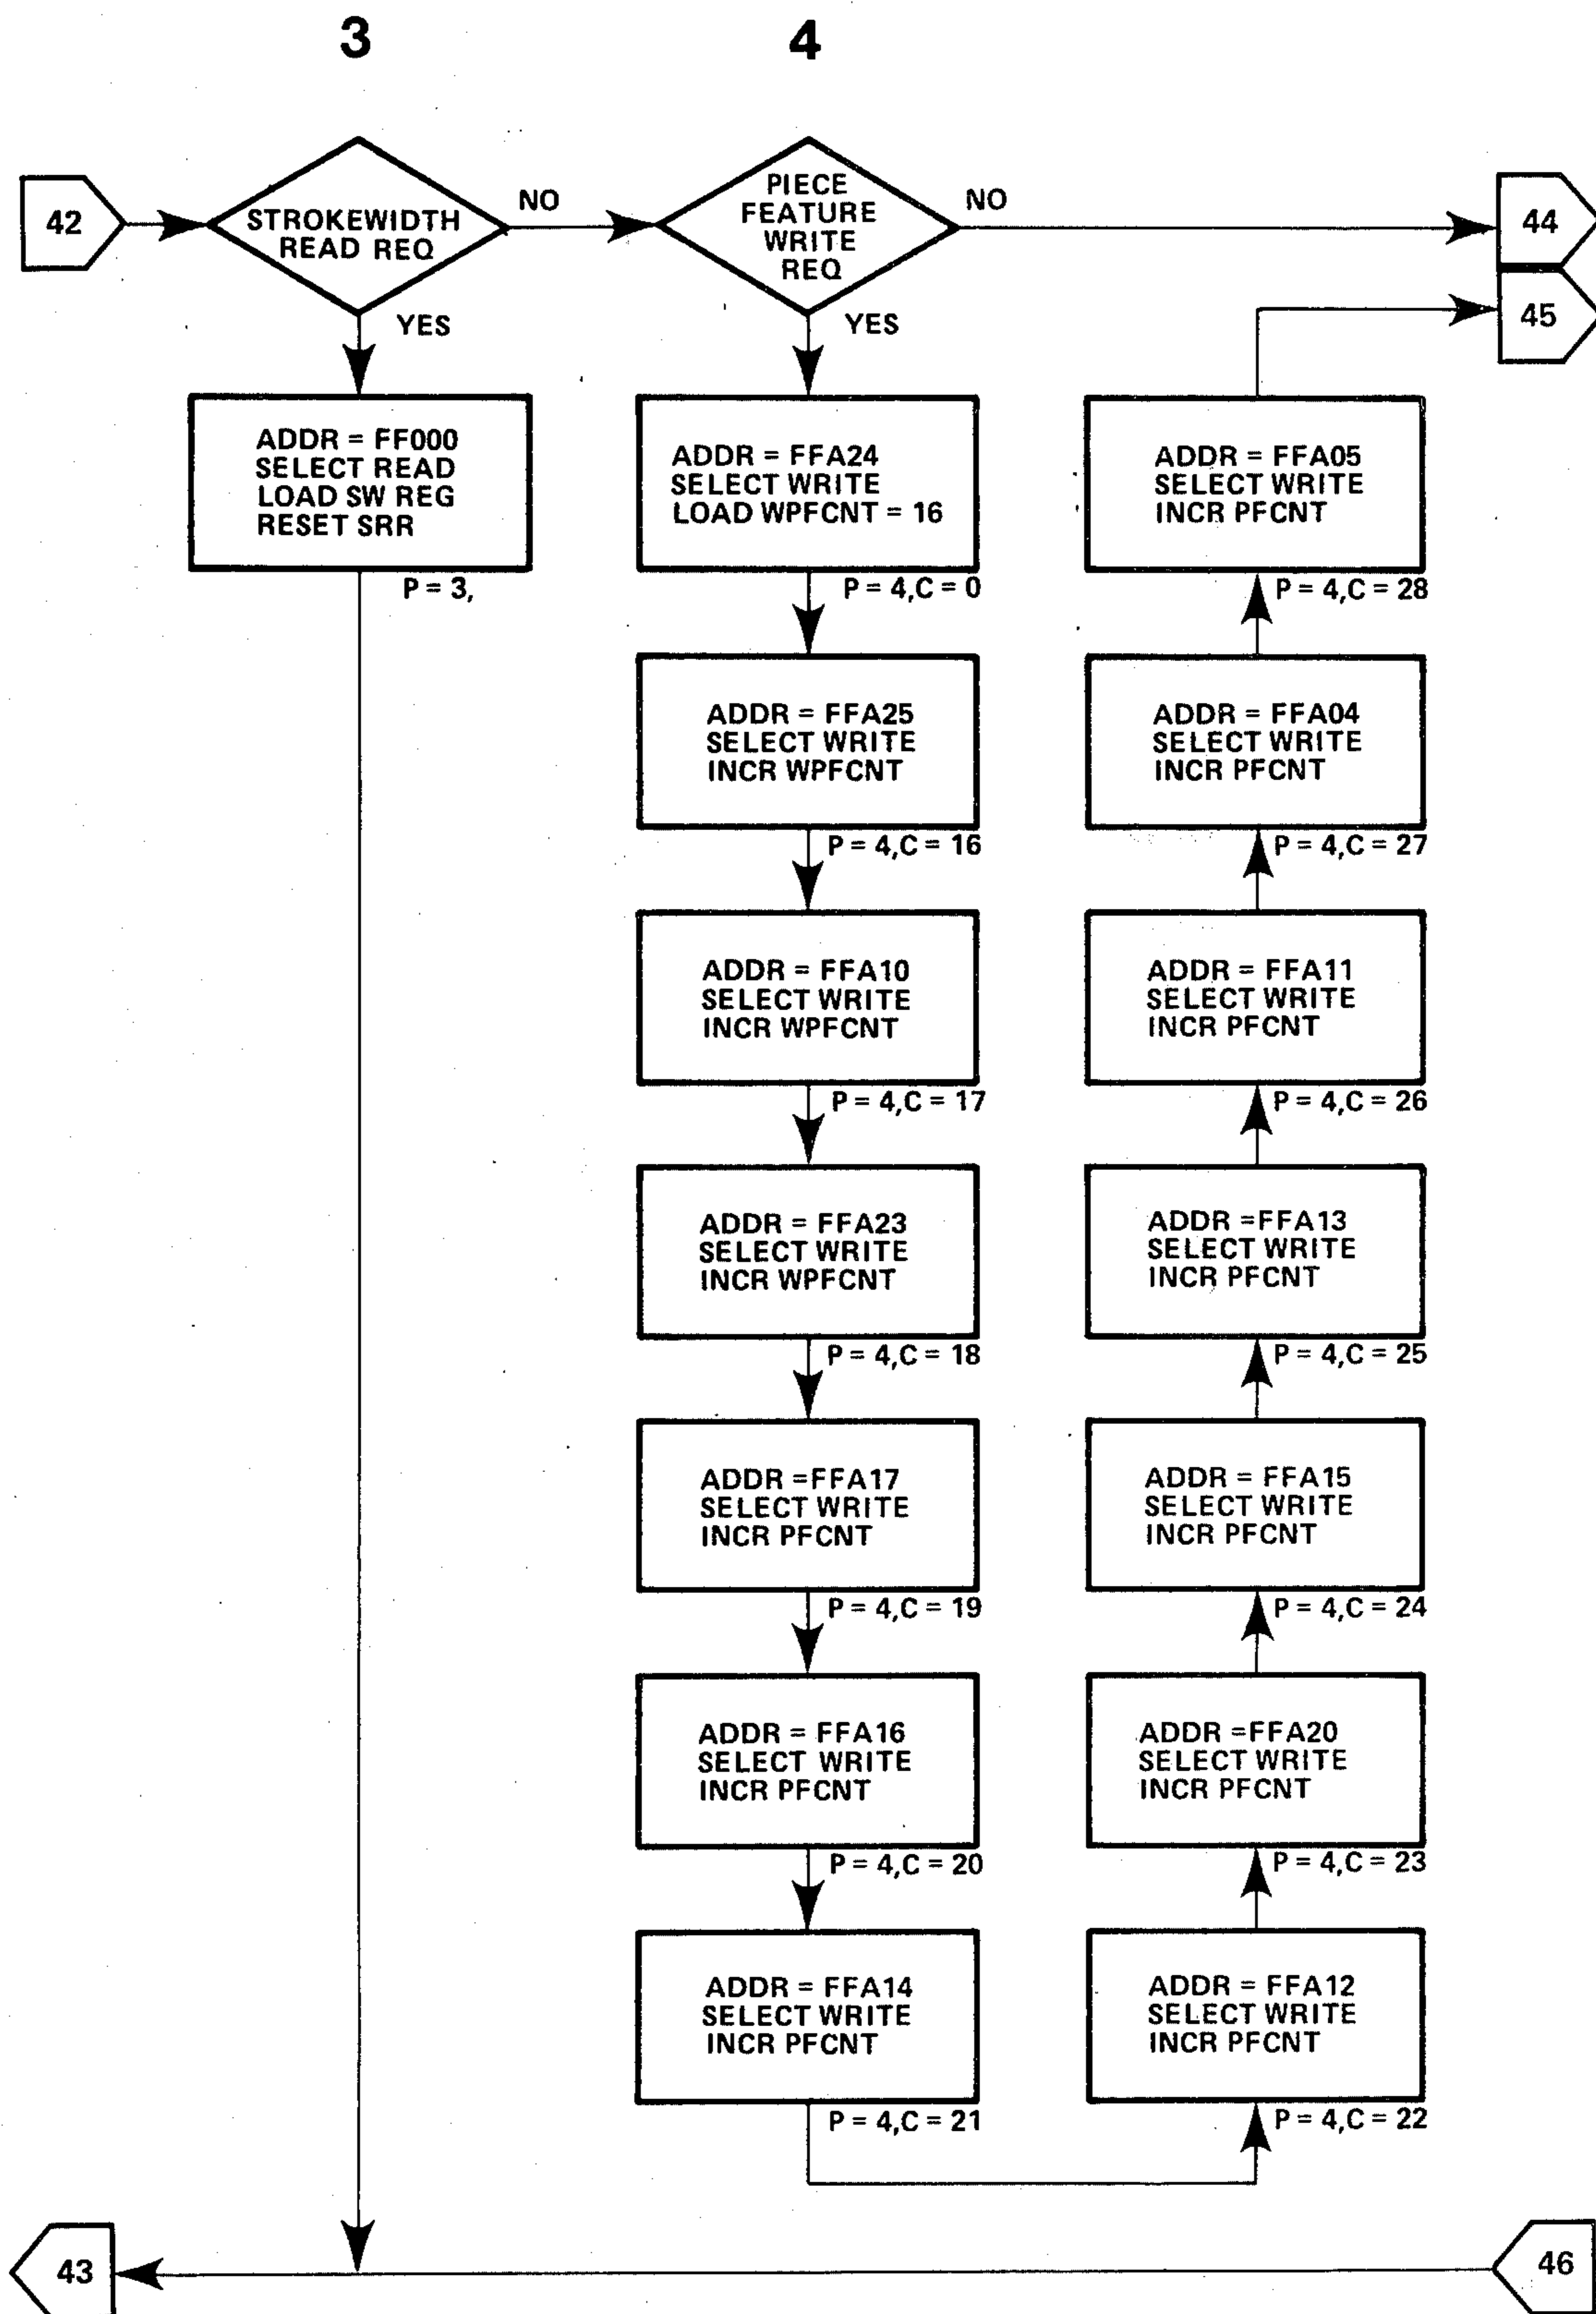 3
4
42
STROKEWIDTH
READ REQ
NO
YES
PIECE
FEATURE
WRITE
REQ
NO
YES
44
45
ADDR = FF000
SELECT READ
LOAD SW REG
RESET SRR
P = 3,
ADDR = FFA24
SELECT WRITE
LOAD WPFCNT = 16
P = 4,C = 0
ADDR = FFA25
SELECT WRITE
INCR WPFCNT
P = 4,C = 16
ADDR = FFA10
SELECT WRITE
INCR WPFCNT
P = 4,C = 17
ADDR = FFA23
SELECT WRITE
INCR WPFCNT
P = 4,C = 18
ADDR =FFA17
SELECT WRITE
INCR PFCNT
P = 4,C = 19
ADDR = FFA16
SELECT WRITE
INCR PFCNT
P = 4,C = 20
ADDR = FFA14
SELECT WRITE
INCR PFCNT
P = 4,C = 21
ADDR = FFA12
SELECT WRITE
INCR PFCNT
P = 4,C = 22
ADDR =FFA20
SELECT WRITE
INCR PFCNT
P = 4,C = 23
ADDR = FFA15
SELECT WRITE
INCR PFCNT
P = 4,C = 24
ADDR =FFA13
SELECT WRITE
INCR PFCNT
P = 4,C = 25
ADDR = FFA11
SELECT WRITE
INCR PFCNT
P = 4,C = 26
ADDR = FFA04
SELECT WRITE
INCR PFCNT
P = 4,C = 27
ADDR = FFA05
SELECT WRITE
INCR PFCNT
P = 4,C = 28
43
46